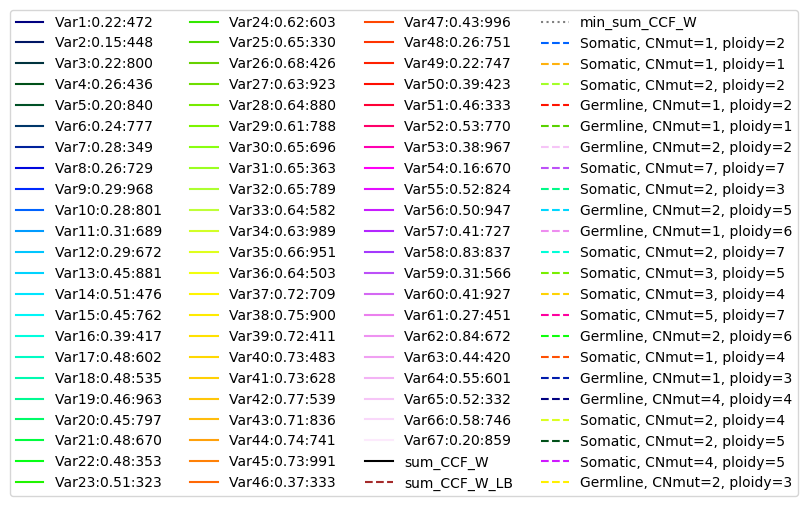 Var1:0.22:472
Var2:0.15:448
Var3:0.22:800
Var4:0.26:436
Var5:0.20:840
Var6:0.24:777
Var7:0.28:349
Var8:0.26:729
Var9:0.29:968
Var10:0.28:801
Var11:0.31:689
Var12:0.29:672
Var13:0.45:881
Var14:0.51:476
Var15:0.45:762
Var16:0.39:417
Var17:0.48:602
Var18:0.48:535
Var19:0.46:963
Var20:0.45:797
Var21:0.48:670
Var22:0.48:353
Var23:0.51:323
Var24:0.62:603
Var25:0.65:330
Var26:0.68:426
Var27:0.63:923
Var28:0.64:880
Var29:0.61:788
Var30:0.65:696
Var31:0.65:363
Var32:0.65:789
Var33:0.64:582
Var34:0.63:989
Var35:0.66:951
Var36:0.64:503
Var37:0.72:709
Var38:0.75:900
Var39:0.72:411
Var40:0.73:483
Var41:0.73:628
Var42:0.77:539
Var43:0.71:836
Var44:0.74:741
Var45:0.73:991
Var46:0.37:333
Var47:0.43:996
Var48:0.26:751
Var49:0.22:747
Var50:0.39:423
Var51:0.46:333
Var52:0.53:770
Var53:0.38:967
Var54:0.16:670
Var55:0.52:824
Var56:0.50:947
Var57:0.41:727
Var58:0.83:837
Var59:0.31:566
Var60:0.41:927
Var61:0.27:451
Var62:0.84:672
Var63:0.44:420
Var64:0.55:601
Var65:0.52:332
Var66:0.58:746
Var67:0.20:859
sum_CCF_W
sum_CCF_W_LB
min_sum_CCF_W
Somatic, CNmut=1, ploidy=2
Somatic, CNmut=1, ploidy=1
Somatic, CNmut=2, ploidy=2
Germline, CNmut=1, ploidy=2
Germline, CNmut=1, ploidy=1
Germline, CNmut=2, ploidy=2
Somatic, CNmut=7, ploidy=7
Somatic, CNmut=2, ploidy=3
Germline, CNmut=2, ploidy=5
Germline, CNmut=1, ploidy=6
Somatic, CNmut=2, ploidy=7
Somatic, CNmut=3, ploidy=5
Somatic, CNmut=3, ploidy=4
Somatic, CNmut=5, ploidy=7
Germline, CNmut=2, ploidy=6
Somatic, CNmut=1, ploidy=4
Germline, CNmut=1, ploidy=3
Germline, CNmut=4, ploidy=4
Somatic, CNmut=2, ploidy=4
Somatic, CNmut=2, ploidy=5
Somatic, CNmut=4, ploidy=5
Germline, CNmut=2, ploidy=3